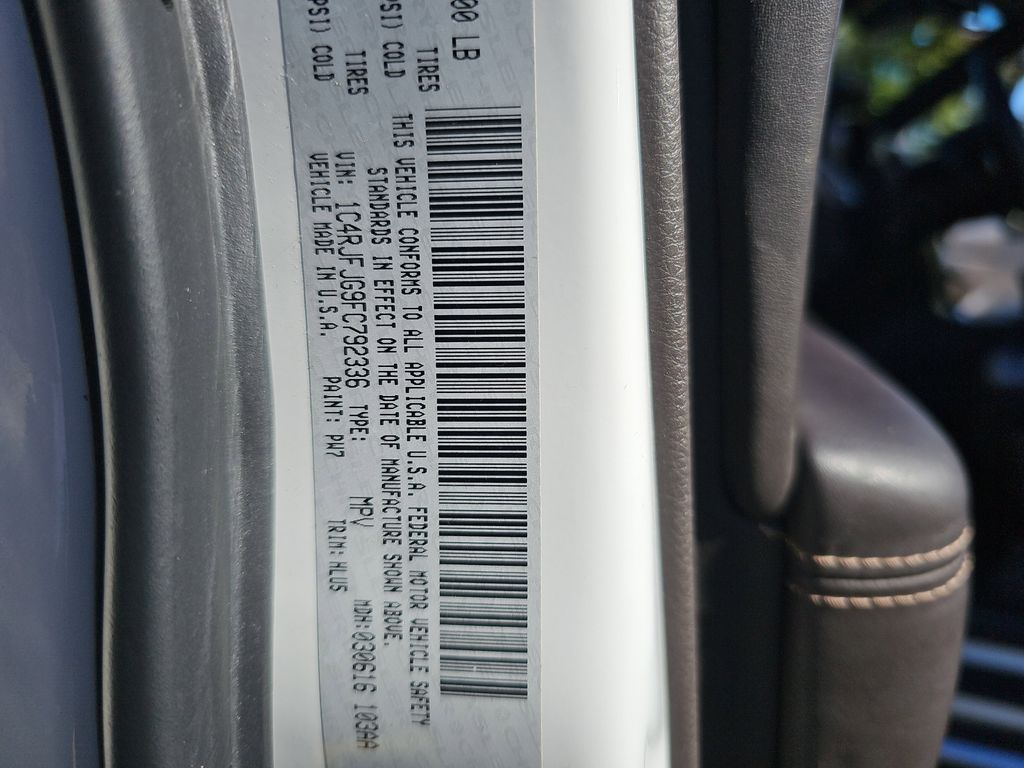 00 LB
PSI) COLD TIRES
PSI) COLD TIRES
THIS VEHICLE CONFORMS TO ALL APPLICABLE U.S.A. FEDERAL MOTOR VEHICLE SAFETY
STANDARDS IN EFFECT ON THE DATE OF MANUFACTURE SHOWN ABOVE.
VIN: 1C4RJFJG9FC792336 TYPE: MPV MDH:030616 103AA
VEHICLE MADE IN U.S.A. PAINT: PW7 TRIM:HLU5